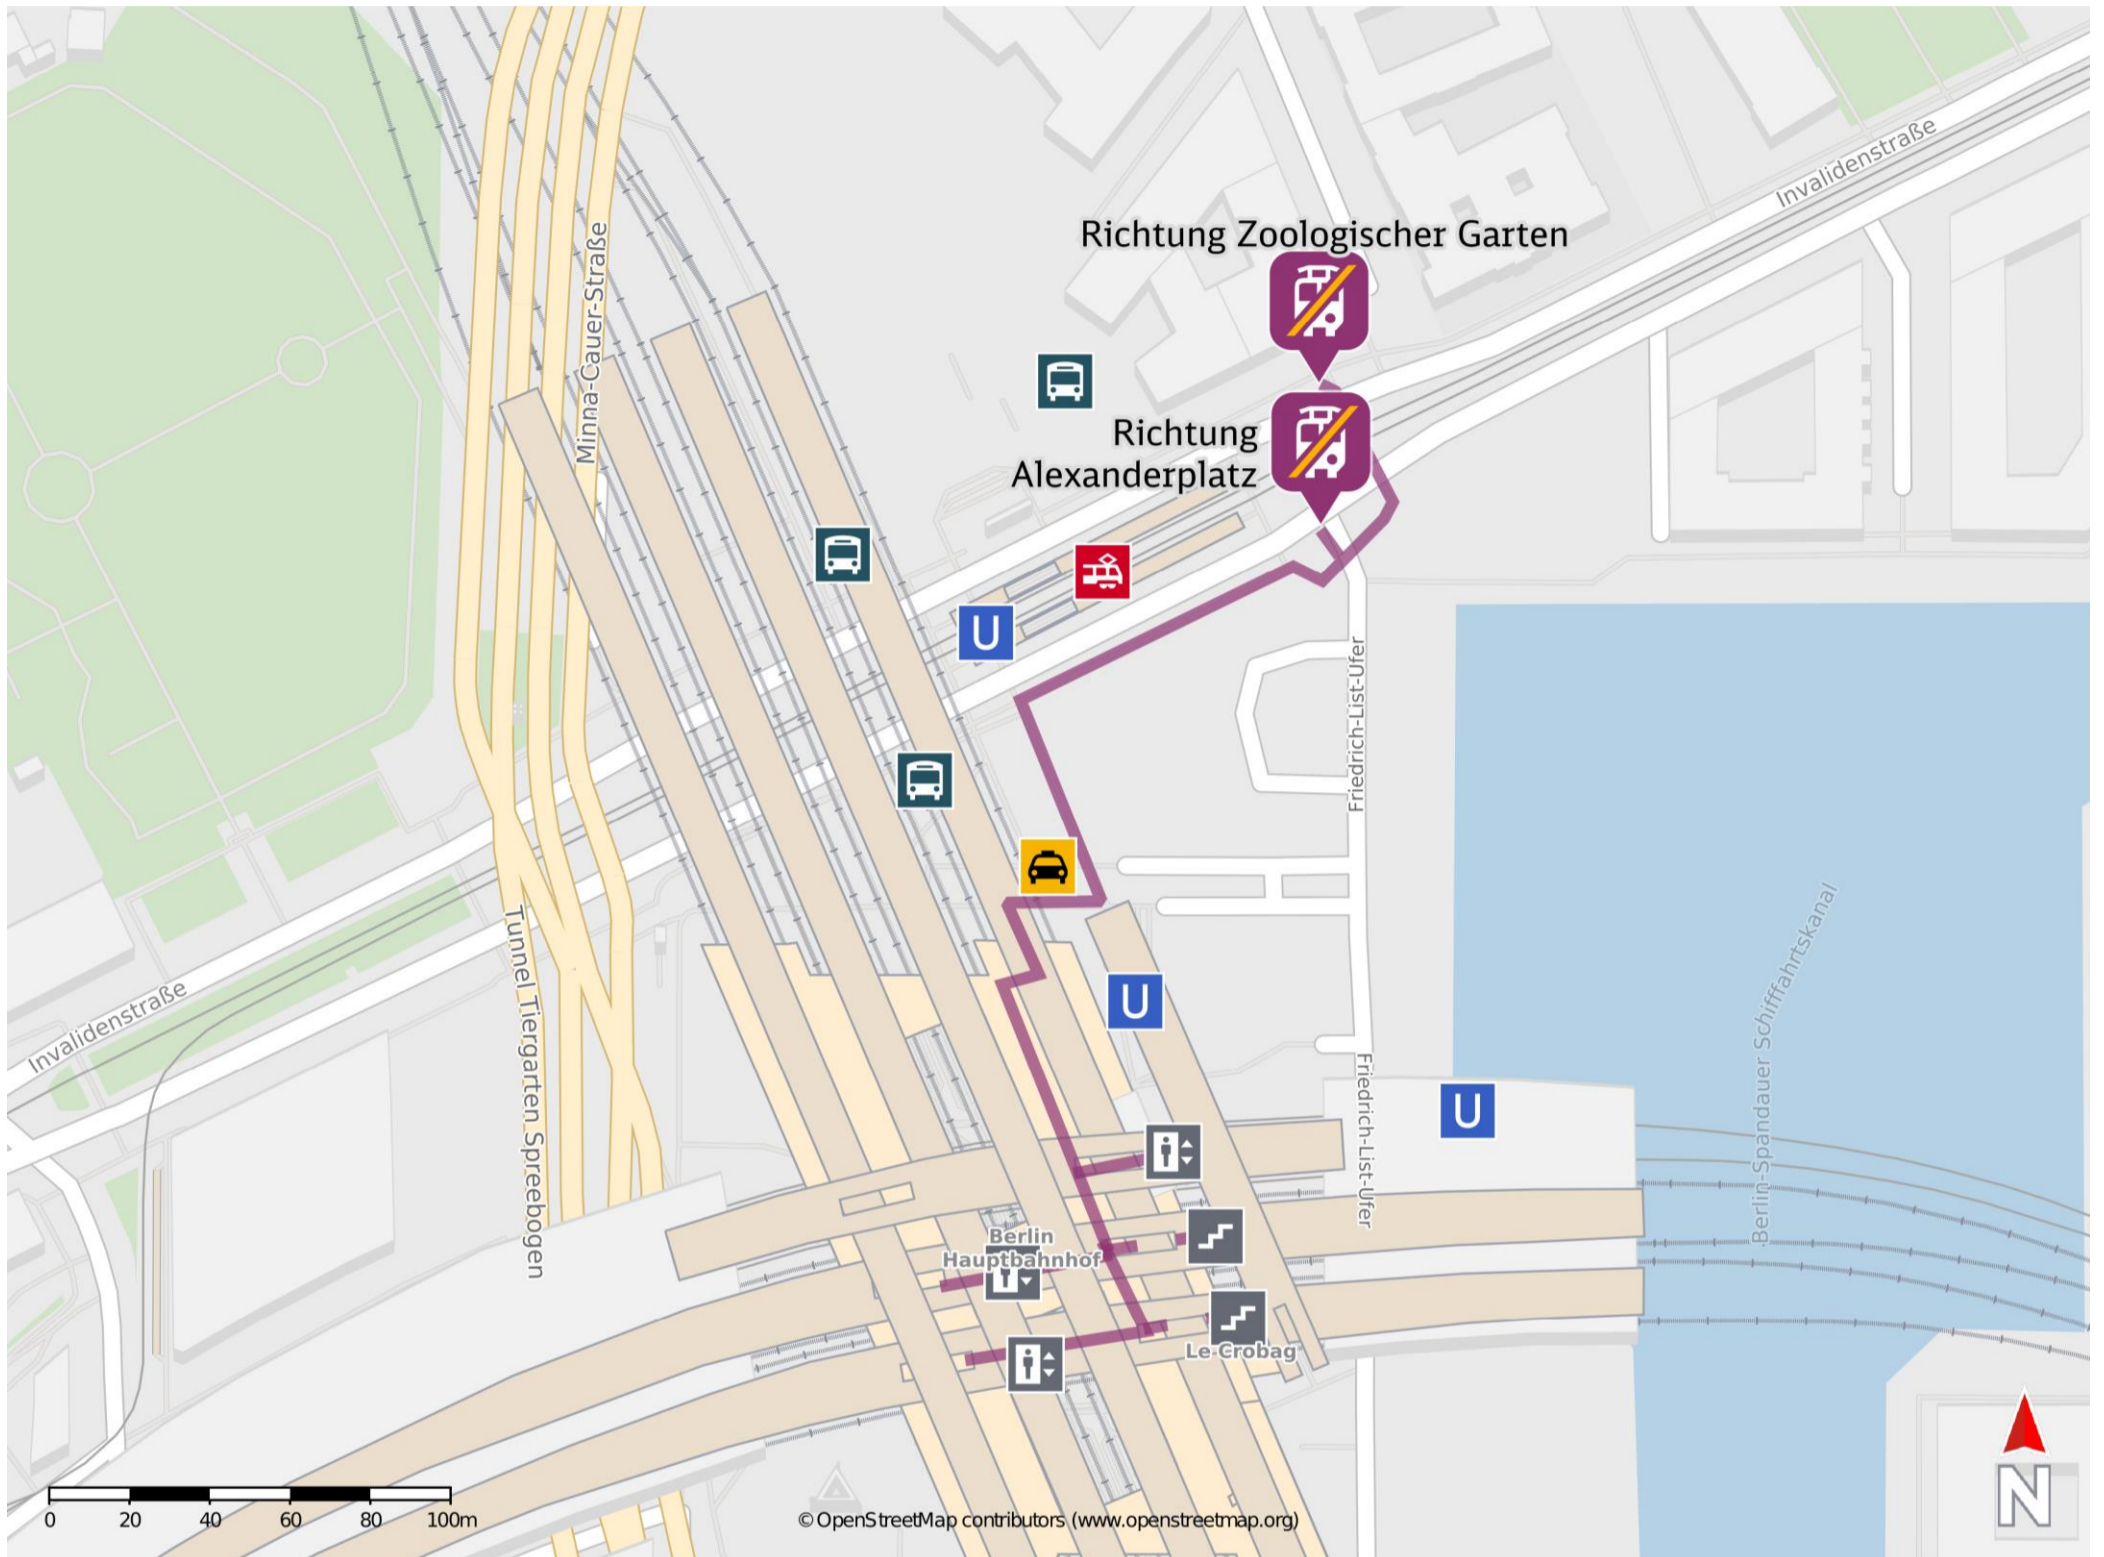 Invalidenstraße
Richtung Zoologischer Garten
Minna-Cauer-Straße
Richtung
Alexanderplatz
U
Friedrich-List-Ufer
U
Tunnel Tiergarten Spreebogen
Invalidenstraße
Berlin-Spandauer Schifffahrtskanal
Friedrich-List-Ufer
U
Berlin
Hauptbahnhof
Le Crobag
N
0 20 40 60 80 100m
© OpenStreetMap contributors (www.openstreetmap.org)